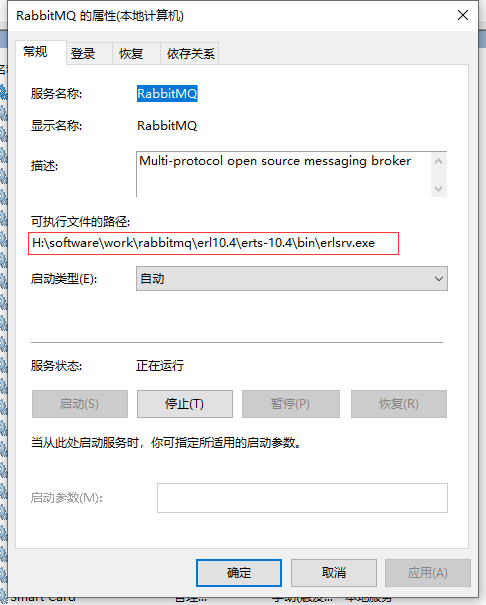 RabbitMQ 的属性(本地计算机)
常规 登录 恢复 依存关系
服务名称: RabbitMQ
显示名称: RabbitMQ
描述: Multi-protocol open source messaging broker
可执行文件的路径:
H:\software\work\rabbitmq\erl10.4\erts-10.4\bin\erlsrv.exe
启动类型(E): 自动
服务状态: 正在运行
启动(S) 停止(T) 暂停(P) 恢复(R)
当从此处启动服务时，你可指定所适用的启动参数。
启动参数(M):
确定 取消 应用(A)
Smart Card